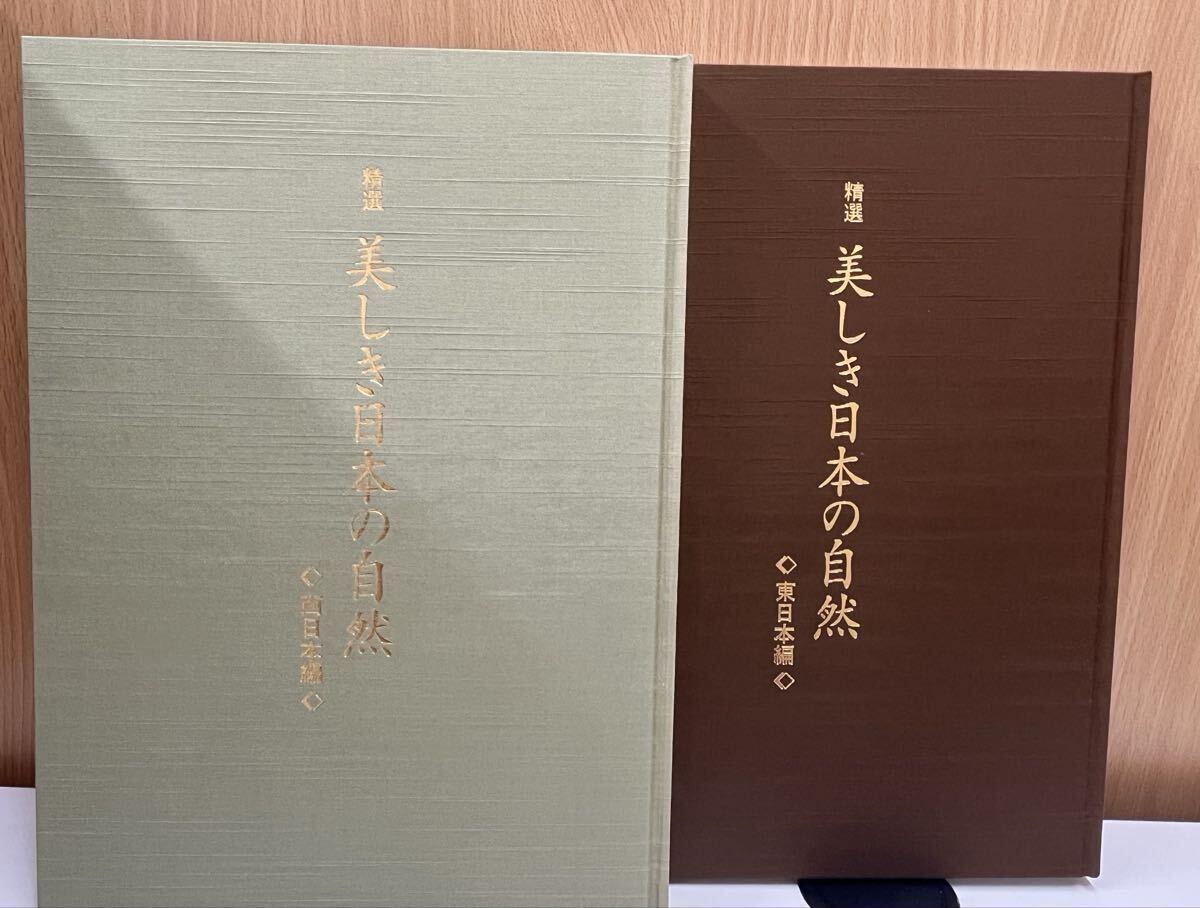 精選 美しき日本の自然
◇西日本編◇
精選 美しき日本の自然
◇東日本編◇